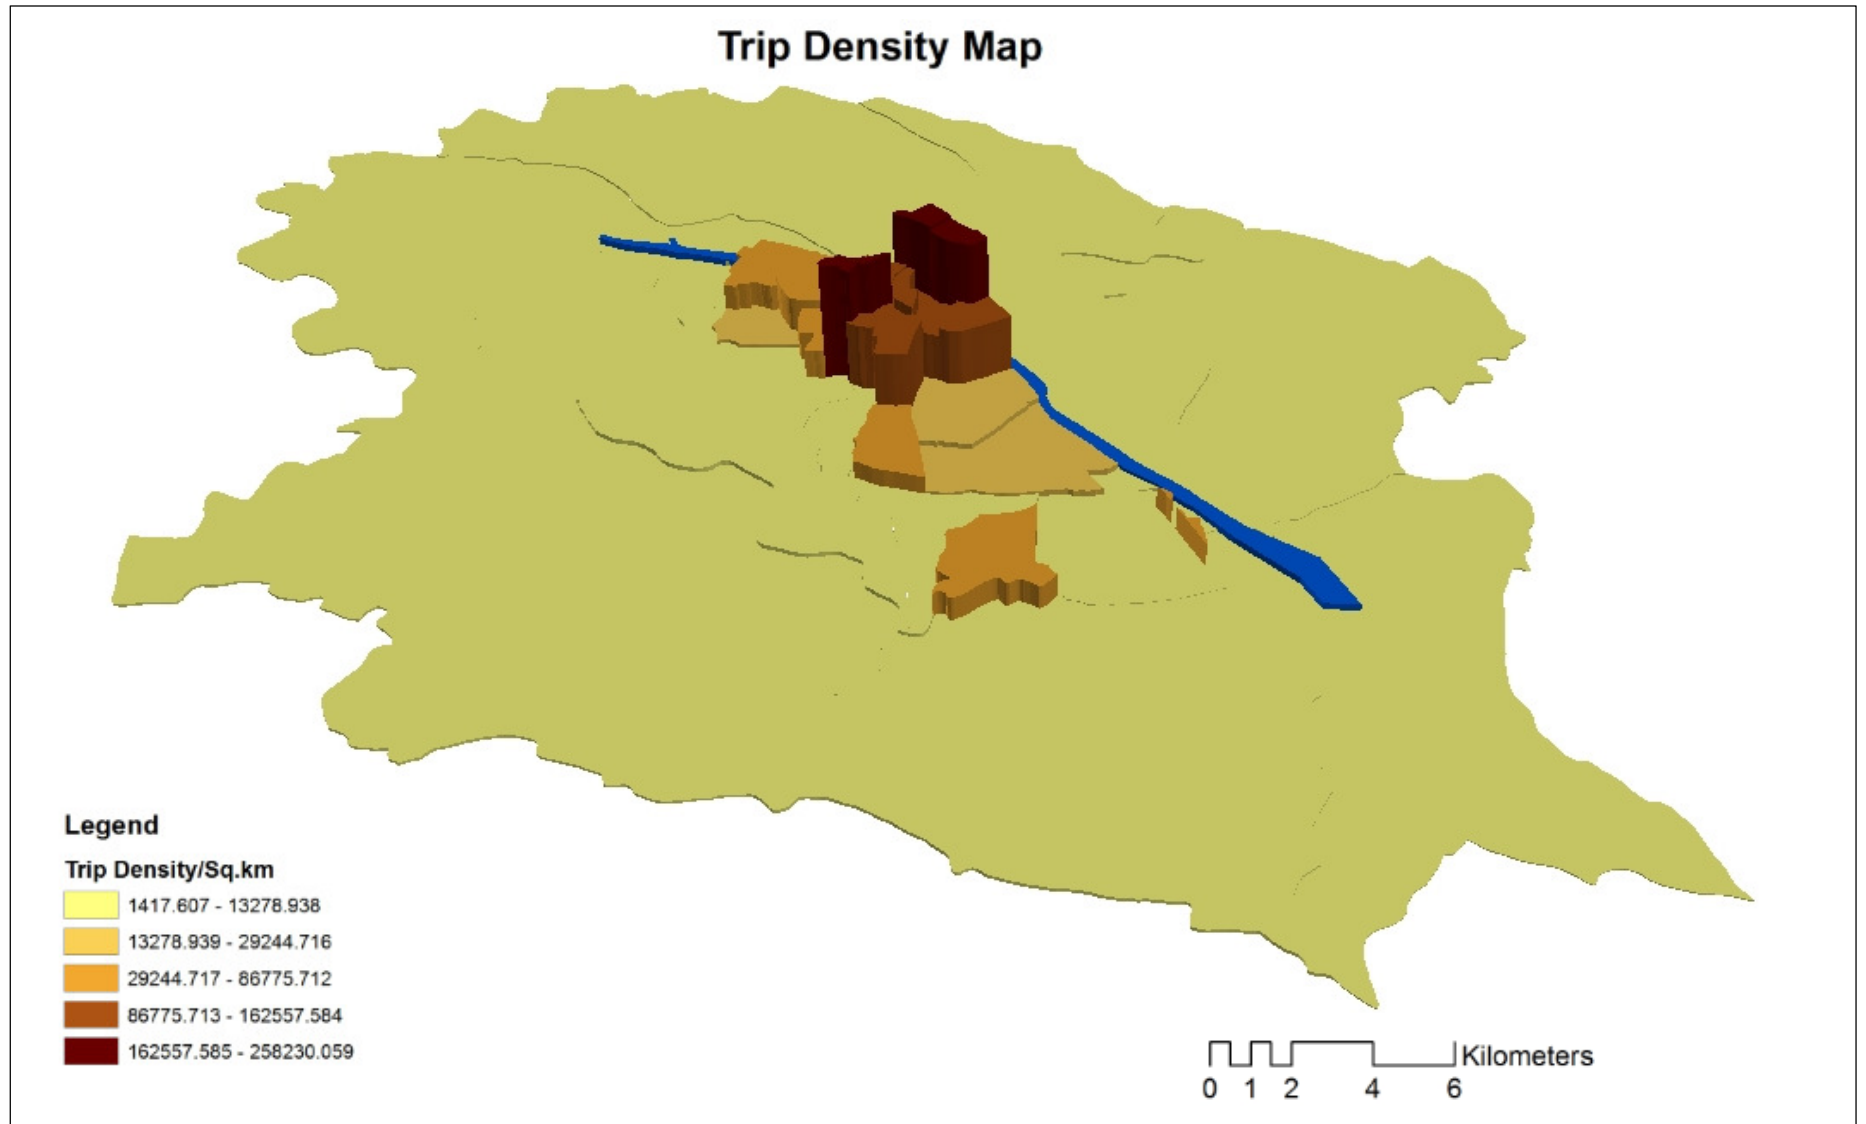 Trip Density Map
Legend
Trip Density/Sq.km
1417.607 - 13278.938
13278.939 - 29244.716
29244.717 - 86775.712
86775.713 - 162557.584
162557.585 - 258230.059
Kilometers
0 1 2 4 6